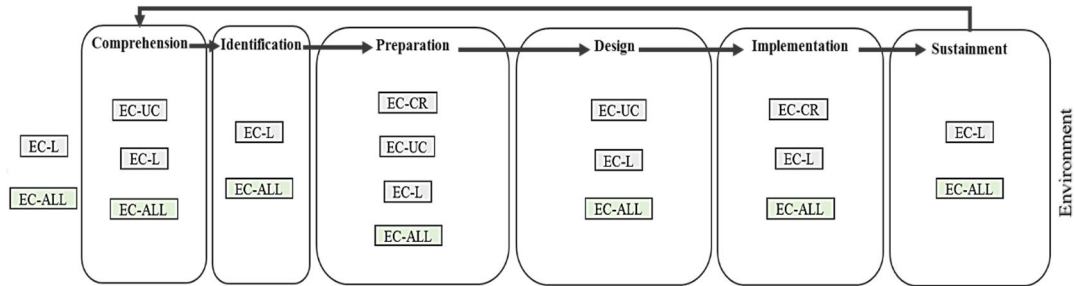 Comprehension
Identification
Preparation
Design
Implementation
Sustainment
EC-L
EC-ALL
EC-UC
EC-L
EC-ALL
EC-L
EC-ALL
EC-CR
EC-UC
EC-L
EC-ALL
EC-UC
EC-L
EC-ALL
EC-CR
EC-L
EC-ALL
EC-L
EC-ALL
Environment